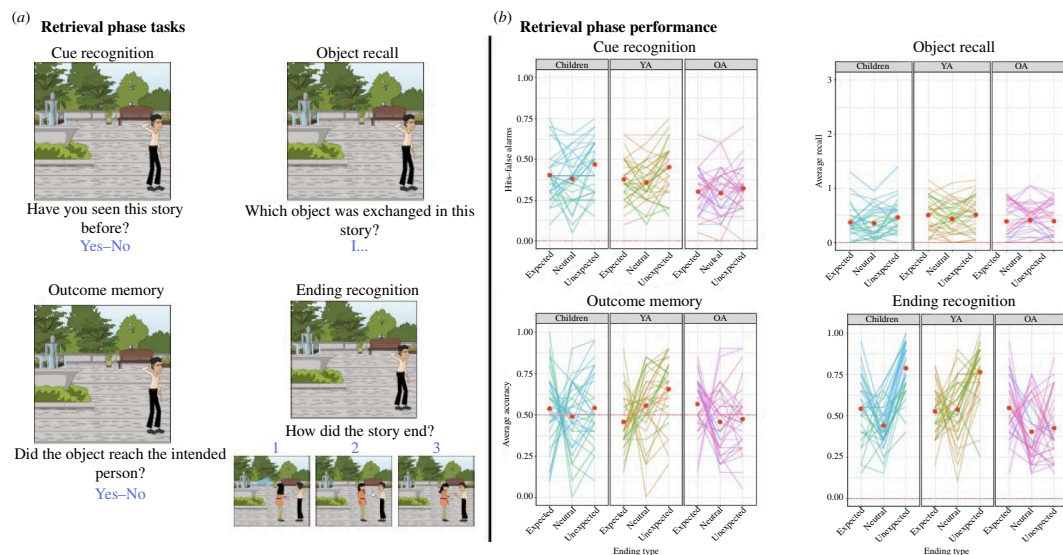 (a)
Retrieval phase tasks
Cue recognition
Have you seen this story
before?
Yes–No
Object recall
Which object was exchanged in this
story?
I...
Outcome memory
Did the object reach the intended
person?
Yes–No
Ending recognition
How did the story end?
1 2 3
(b)
Retrieval phase performance
Cue recognition
Children YA OA
Hits–false alarms
1.00
0.75
0.50
0.25
0.00
Expected Neutral Unexpected Expected Neutral Unexpected Expected Neutral Unexpected
Object recall
Children YA OA
Average recall
3
2
1
0
Expected Neutral Unexpected Expected Neutral Unexpected Expected Neutral Unexpected
Outcome memory
Children YA OA
Average accuracy
1.00
0.75
0.50
0.25
0.00
Expected Neutral Unexpected Expected Neutral Unexpected Expected Neutral Unexpected
Ending type
Ending recognition
Children YA OA
1.00
0.75
0.50
0.25
0.00
Expected Neutral Unexpected Expected Neutral Unexpected Expected Neutral Unexpected
Ending type